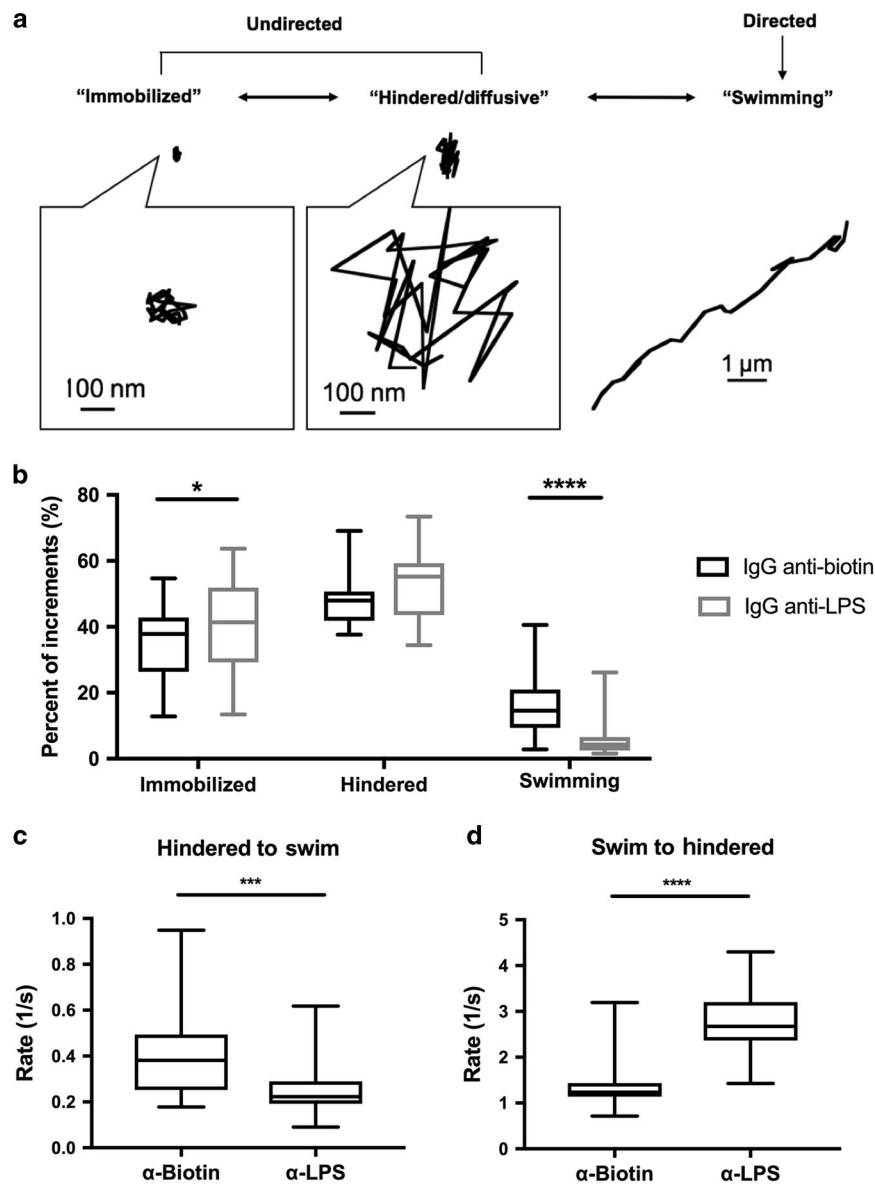 a
Undirected
Directed
“Immobilized”
“Hindered/diffusive”
“Swimming”
100 nm
100 nm
1 μm
b
Percent of increments (%)
80
60
40
20
0
*
****
Immobilized
Hindered
Swimming
IgG anti-biotin
IgG anti-LPS
c
Hindered to swim
***
Rate (1/s)
1.0
0.8
0.6
0.4
0.2
0.0
α-Biotin
α-LPS
d
Swim to hindered
****
Rate (1/s)
5
4
3
2
1
0
α-Biotin
α-LPS